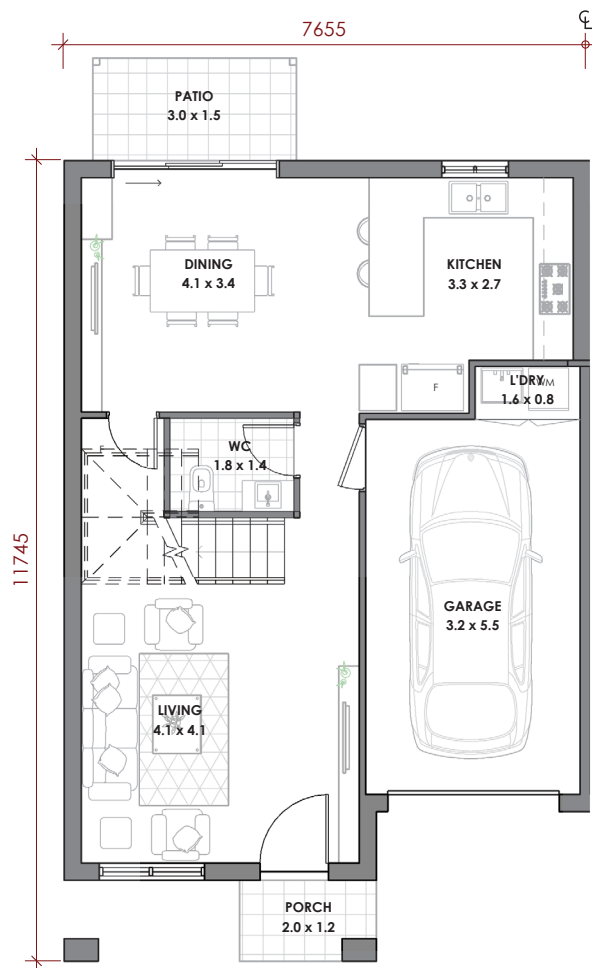 7655
℄
PATIO
3.0 x 1.5
DINING
4.1 x 3.4
KITCHEN
3.3 x 2.7
F
L'DRY
WM
1.6 x 0.8
WC
1.8 x 1.4
11745
GARAGE
3.2 x 5.5
LIVING
4.1 x 4.1
PORCH
2.0 x 1.2